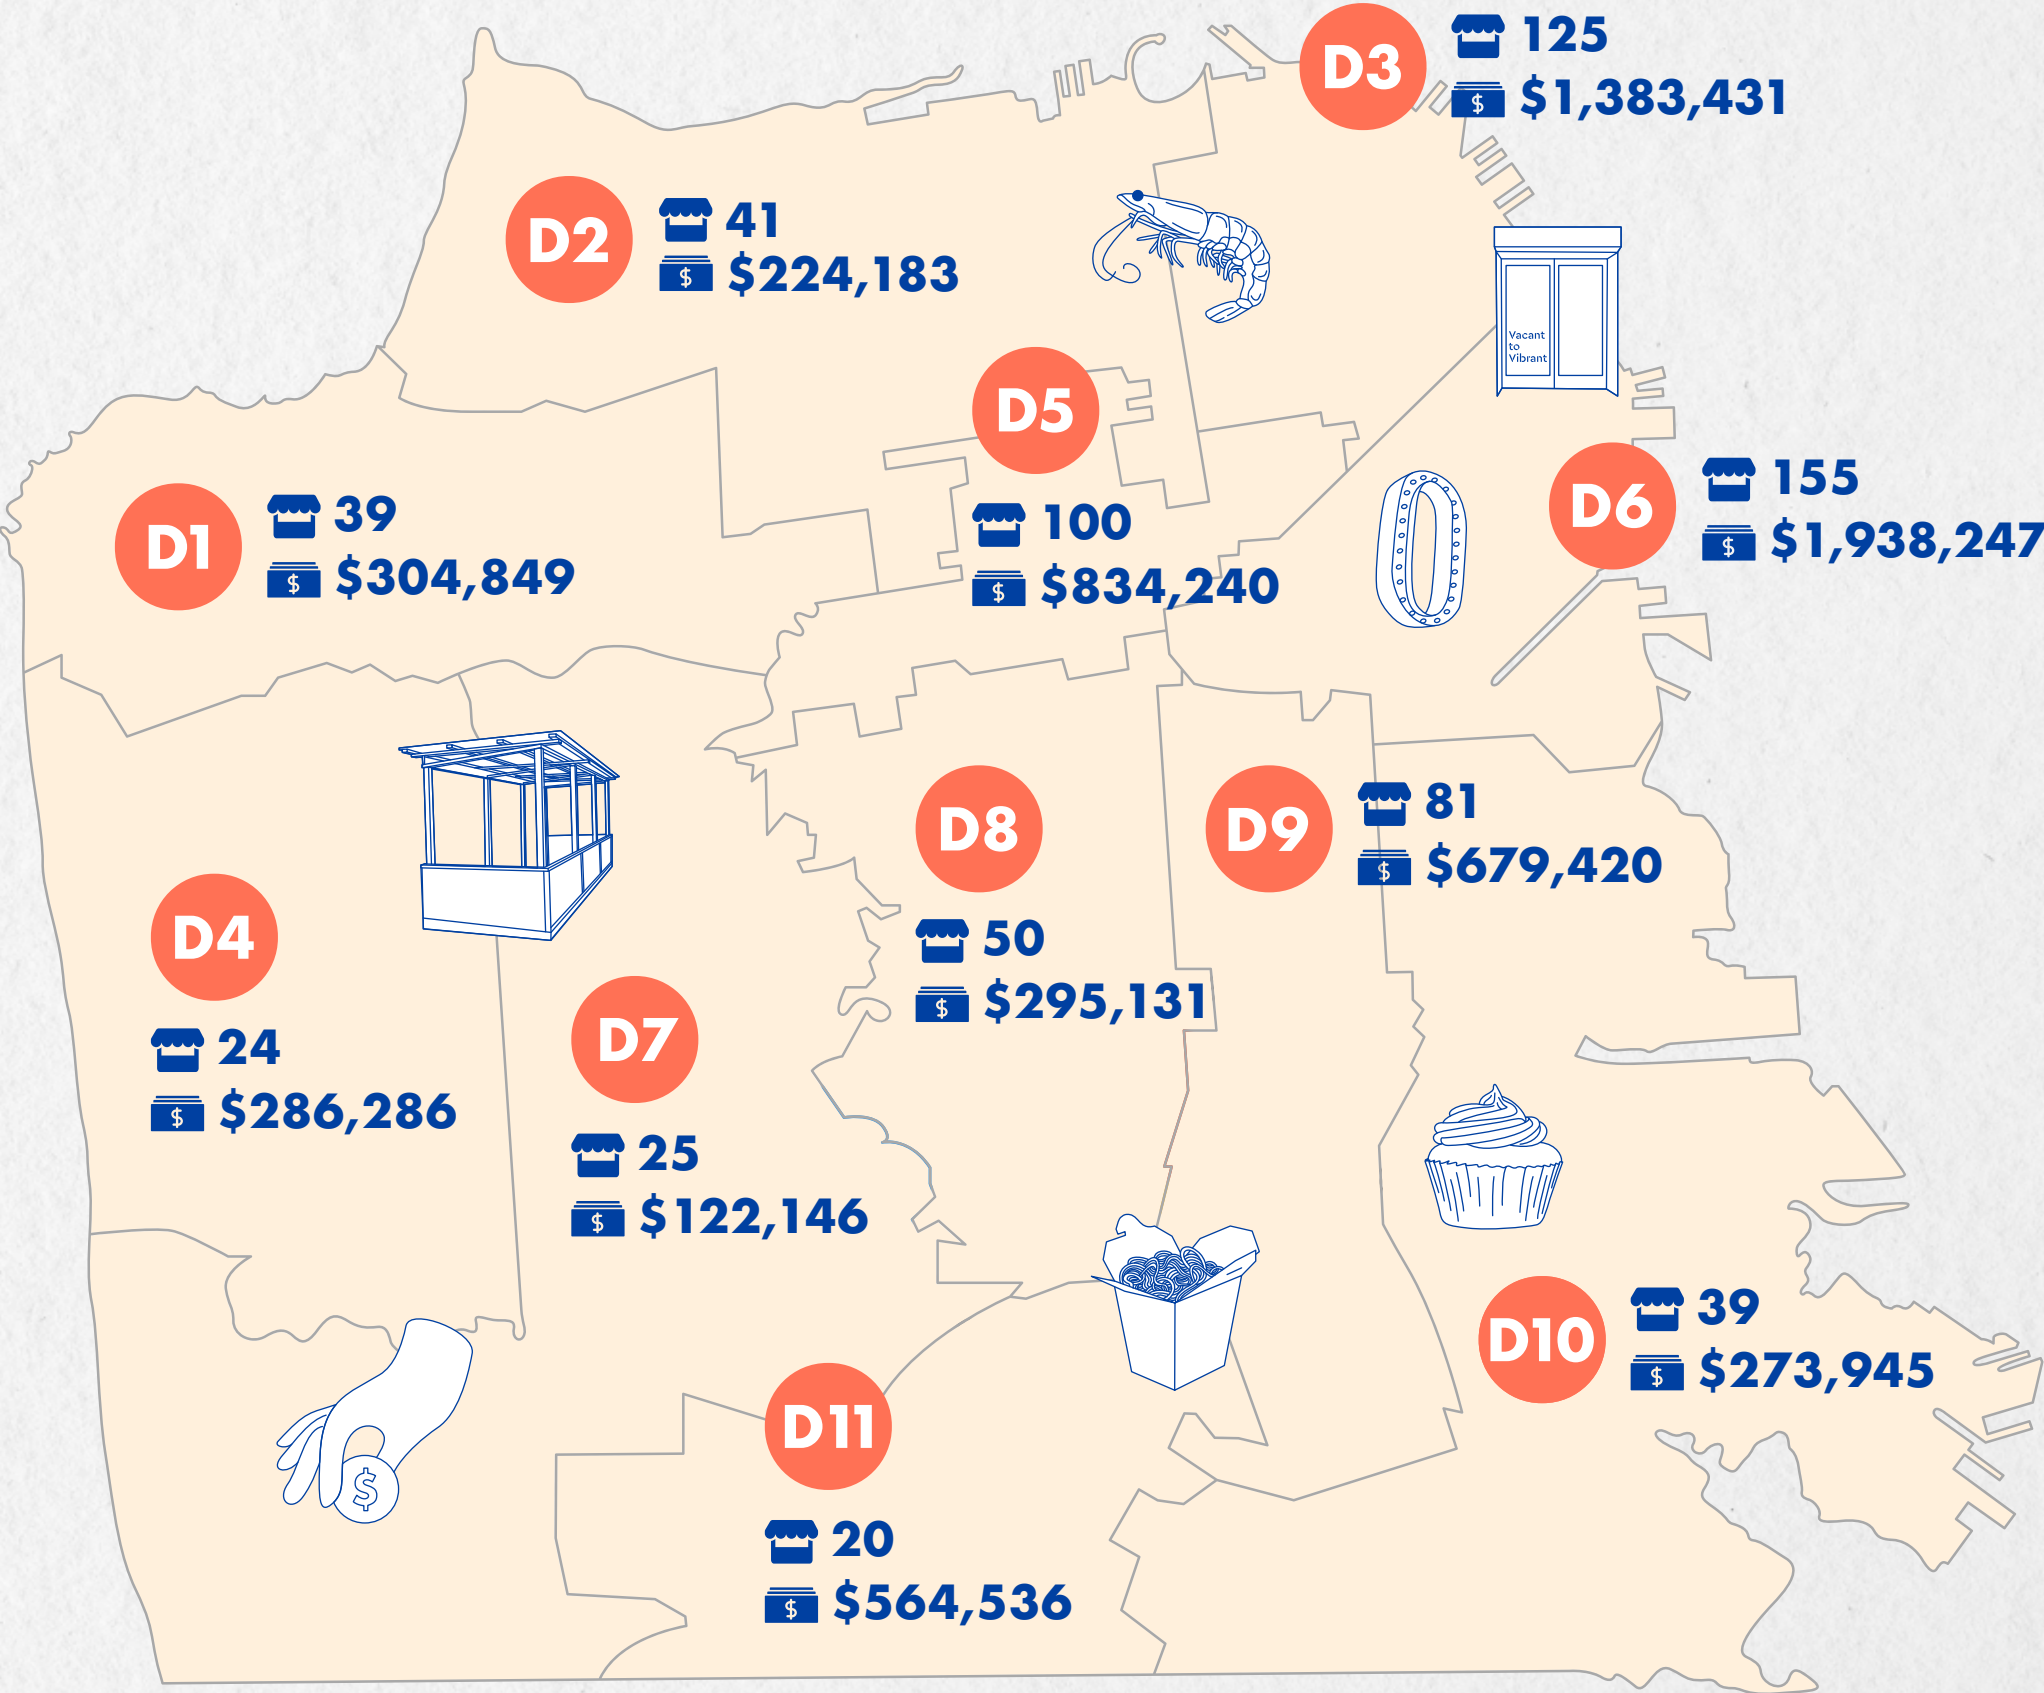 D3
125
$
$1,383,431
D2
41
$
$224,183
Vacant
to
Vibrant
D5
100
$
$834,240
D6
155
$
$1,938,247
D1
39
$
$304,849
D8
50
$
$295,131
D9
81
$
$679,420
D4
24
$
$286,286
D7
25
$
$122,146
D10
39
$
$273,945
$
D11
20
$
$564,536